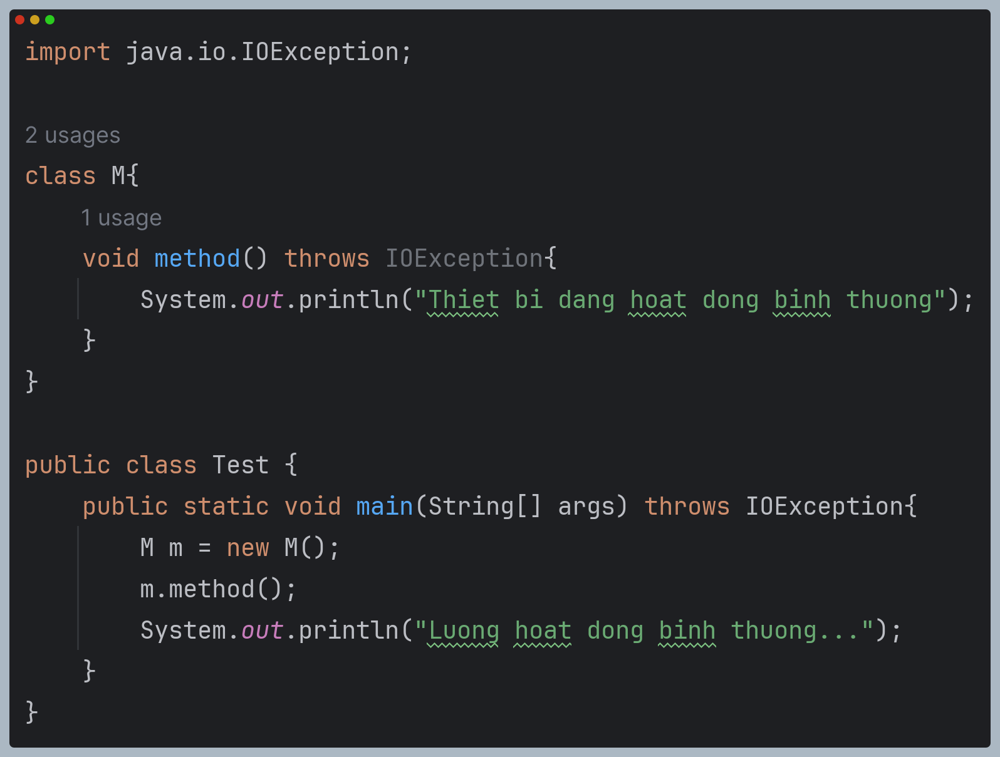 import java.io.IOException;
2 usages
class M{
1 usage
void method() throws IOException{
System.out.println("Thiet bi dang hoat dong binh thuong");
}
}
public class Test {
public static void main(String[] args) throws IOException{
M m = new M();
m.method();
System.out.println("Luong hoat dong binh thuong...");
}
}